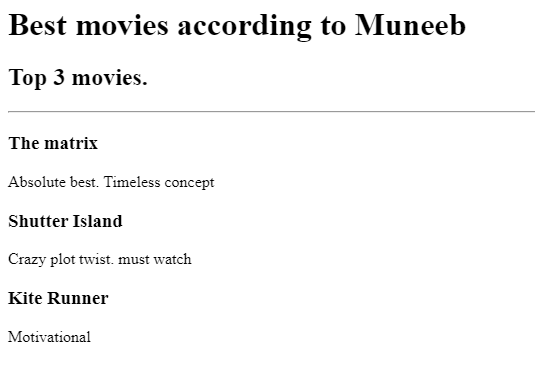 Best movies according to Muneeb
Top 3 movies.
The matrix
Absolute best. Timeless concept
Shutter Island
Crazy plot twist. must watch
Kite Runner
Motivational